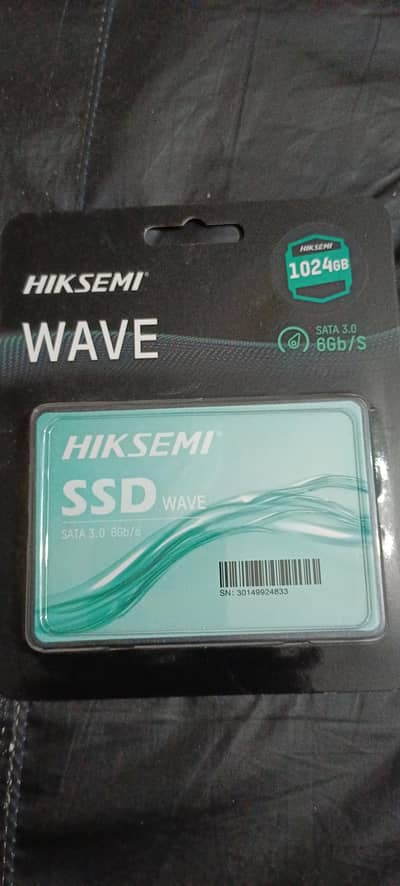 HIKSEMI®
HIKSEMI
1024GB
WAVE
SATA 3.0
6Gb/S
HIKSEMI®
SSD WAVE
SATA 3.0 6Gb/s
SN: 30149924833